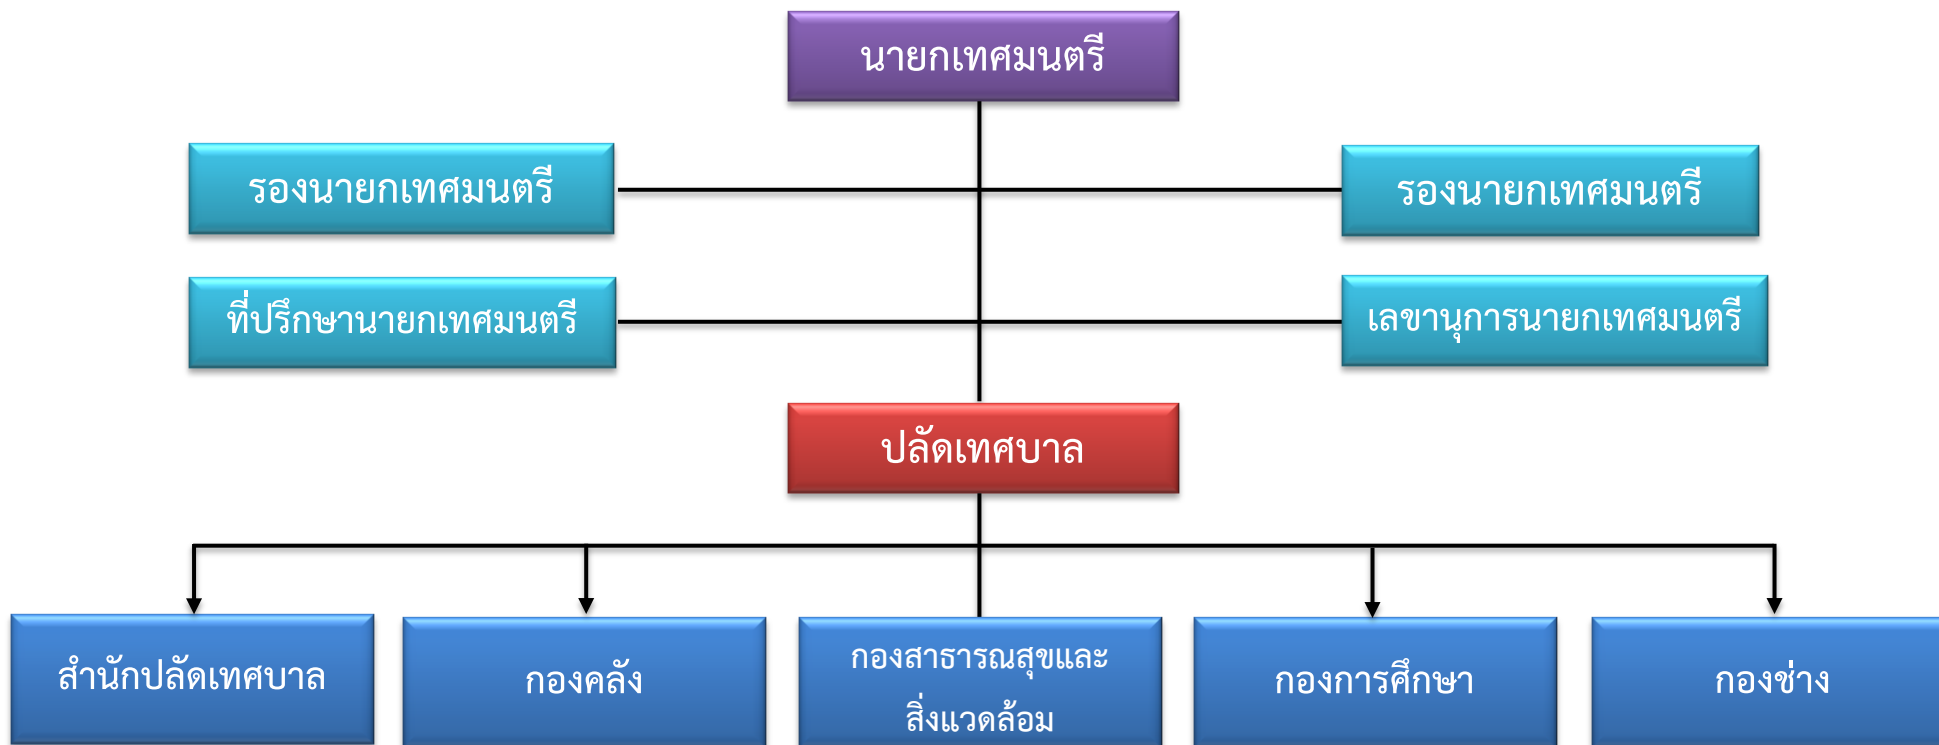 นายกเทศมนตรี
รองนายกเทศมนตรี
รองนายกเทศมนตรี
ที่ปรึกษานายกเทศมนตรี
เลขานุการนายกเทศมนตรี
ปลัดเทศบาล
สำนักปลัดเทศบาล
กองคลัง
กองสาธารณสุขและ
สิ่งแวดล้อม
กองการศึกษา
กองช่าง